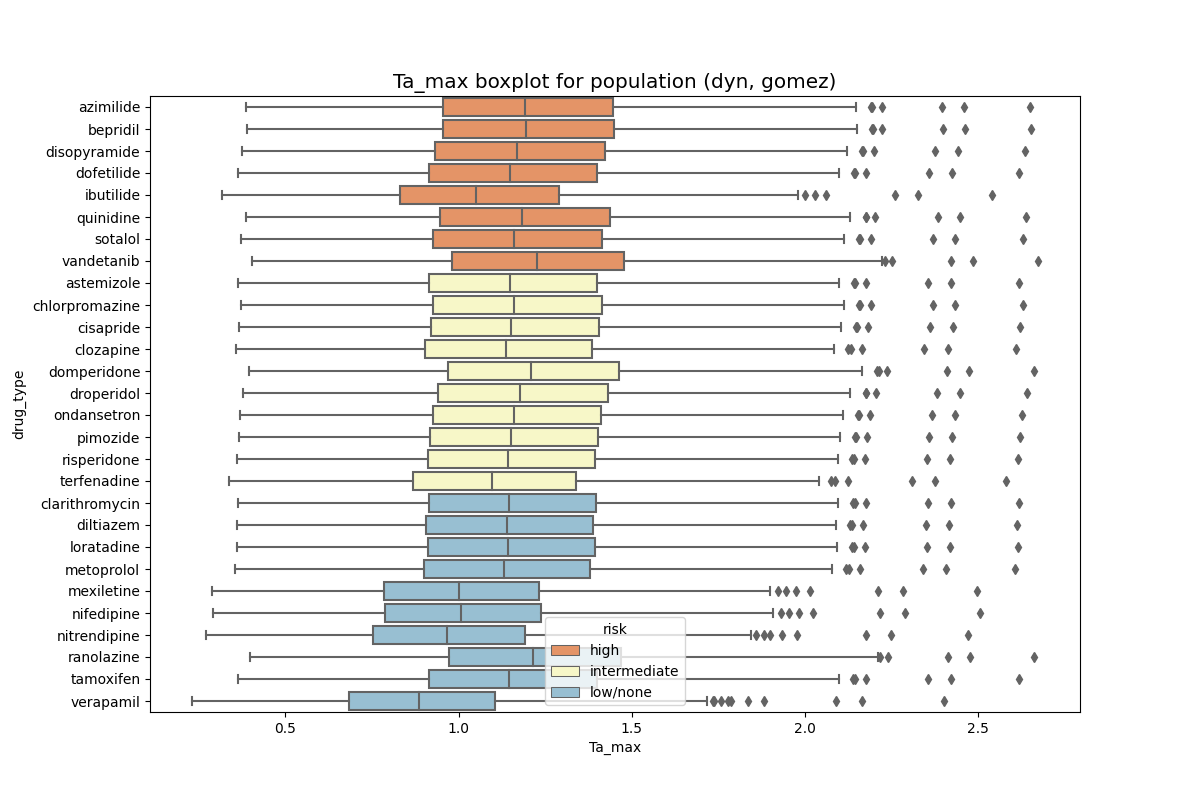 Ta_max boxplot for population (dyn, gomez)
azimilide
bepridil
disopyramide
dofetilide
ibutilide
quinidine
sotalol
vandetanib
astemizole
chlorpromazine
cisapride
clozapine
domperidone
droperidol
ondansetron
pimozide
risperidone
terfenadine
clarithromycin
diltiazem
loratadine
metoprolol
mexiletine
nifedipine
nitrendipine
ranolazine
tamoxifen
verapamil
drug_type
risk
high
intermediate
low/none
0.5 1.0 1.5 2.0 2.5
Ta_max